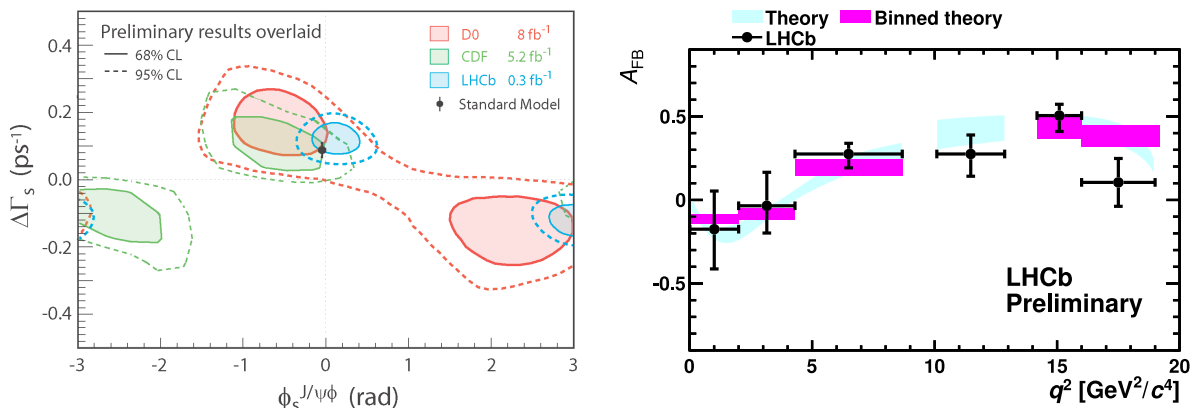 Preliminary results overlaid
68% CL
95% CL
D0 8 fb⁻¹
CDF 5.2 fb⁻¹
LHCb 0.3 fb⁻¹
Standard Model
ΔΓ s (ps⁻¹)
0.4
0.2
0.0
-0.2
-0.4
-3 -2 -1 0 1 2 3
ϕsJ/ψϕ (rad)
Theory Binned theory
LHCb
AFB
0.5
0
-0.5
LHCb
Preliminary
0 5 10 15 20
q² [GeV²/c⁴]